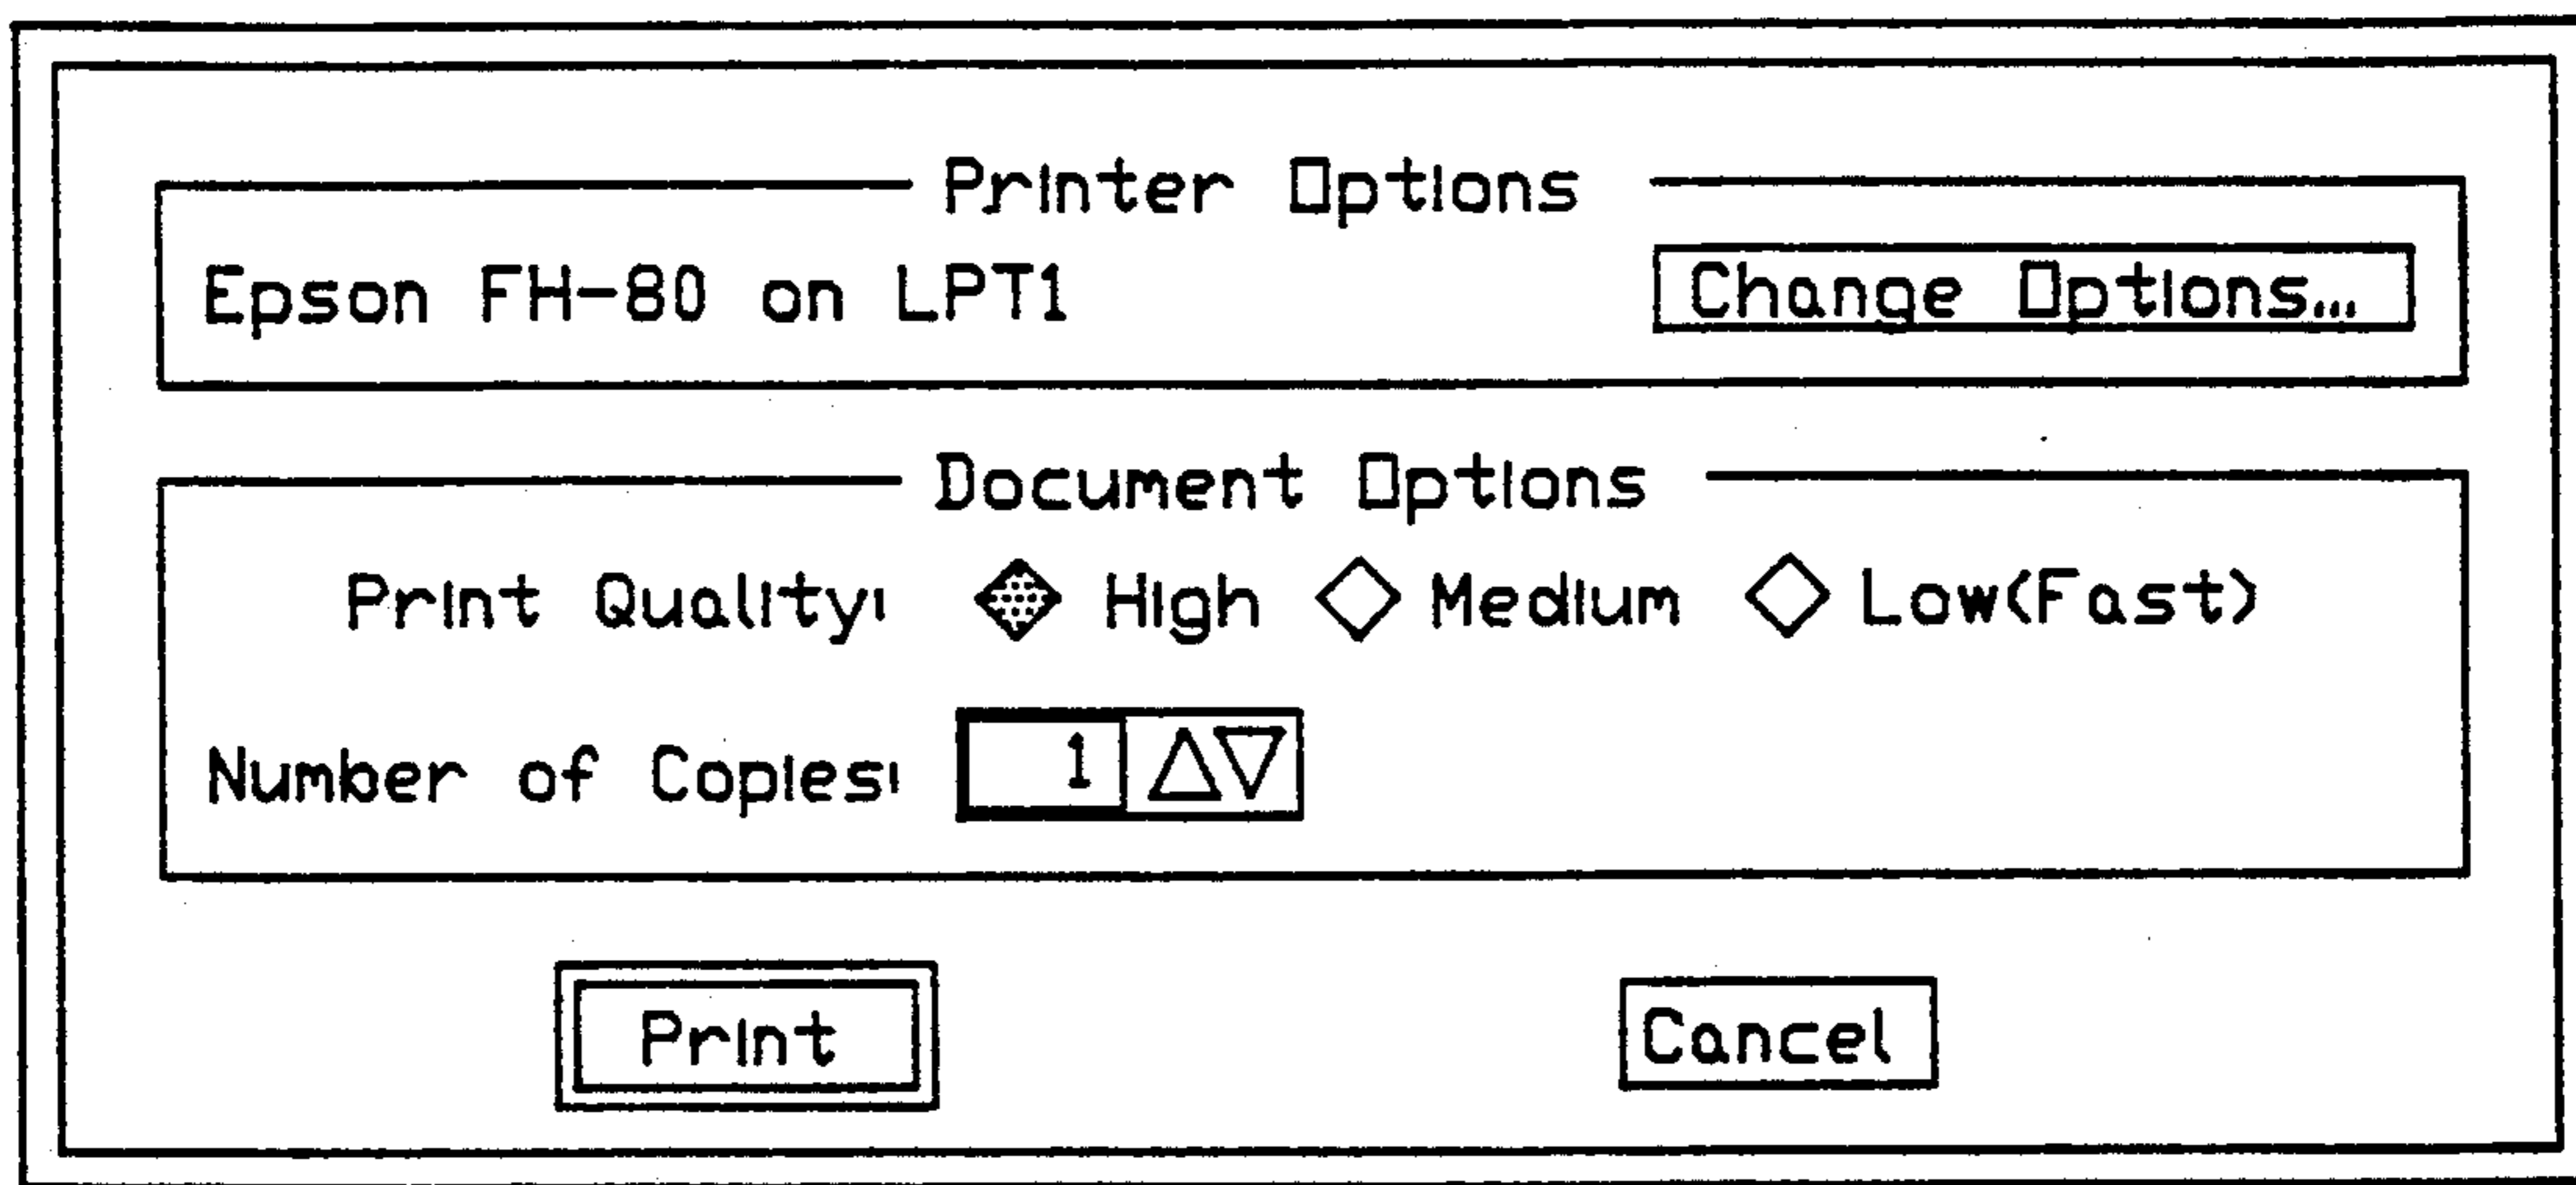 Printer Options
Epson FH-80 on LPT1 Change Options...
Document Options
Print Quality: High Medium Low(Fast)
Number of Copies: 1
Print Cancel